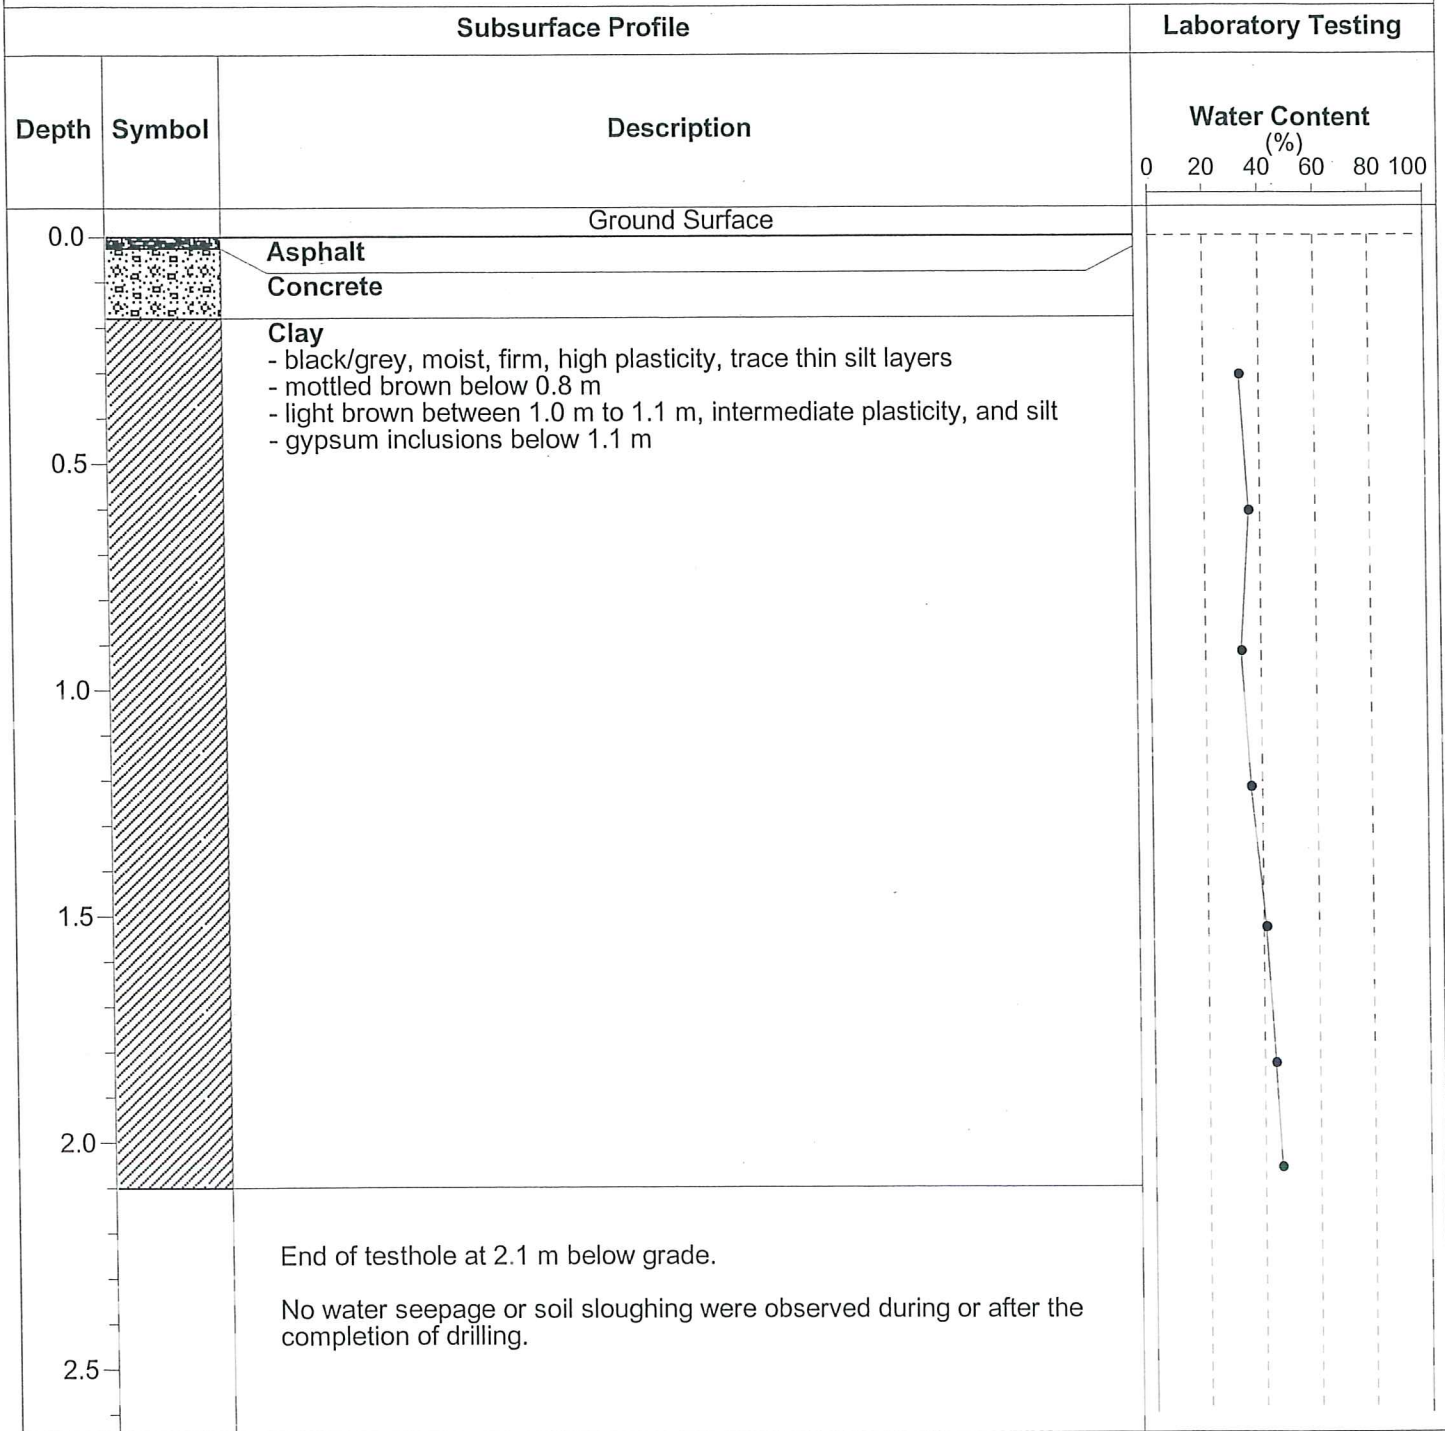 Subsurface Profile
Laboratory Testing
Depth
Symbol
Description
Water Content
(%)
0 20 40 60 80 100
Ground Surface
0.0
Asphalt
Concrete
Clay
- black/grey, moist, firm, high plasticity, trace thin silt layers
- mottled brown below 0.8 m
- light brown between 1.0 m to 1.1 m, intermediate plasticity, and silt
- gypsum inclusions below 1.1 m
0.5
1.0
1.5
2.0
End of testhole at 2.1 m below grade.
No water seepage or soil sloughing were observed during or after the
completion of drilling.
2.5